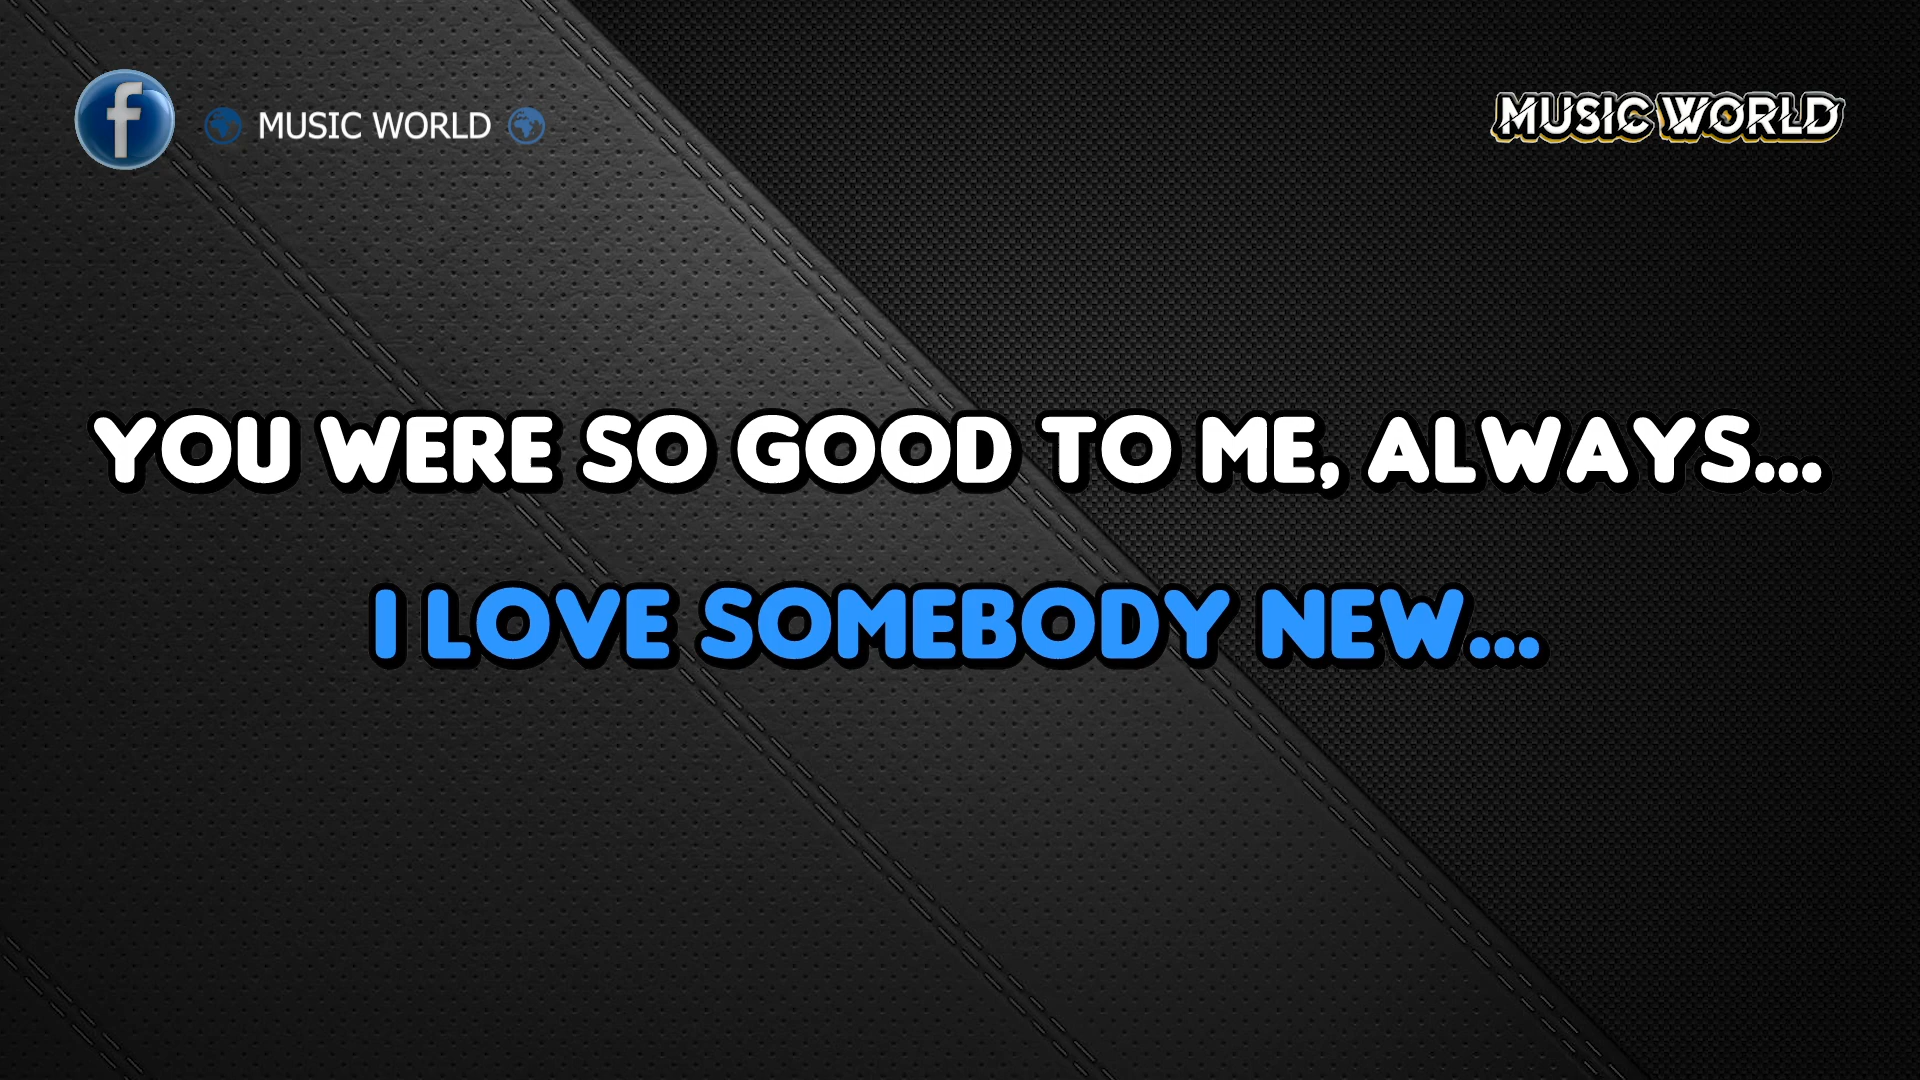 f MUSIC WORLD
MUSIC WORLD
YOU WERE SO GOOD TO ME, ALWAYS...
I LOVE SOMEBODY NEW...